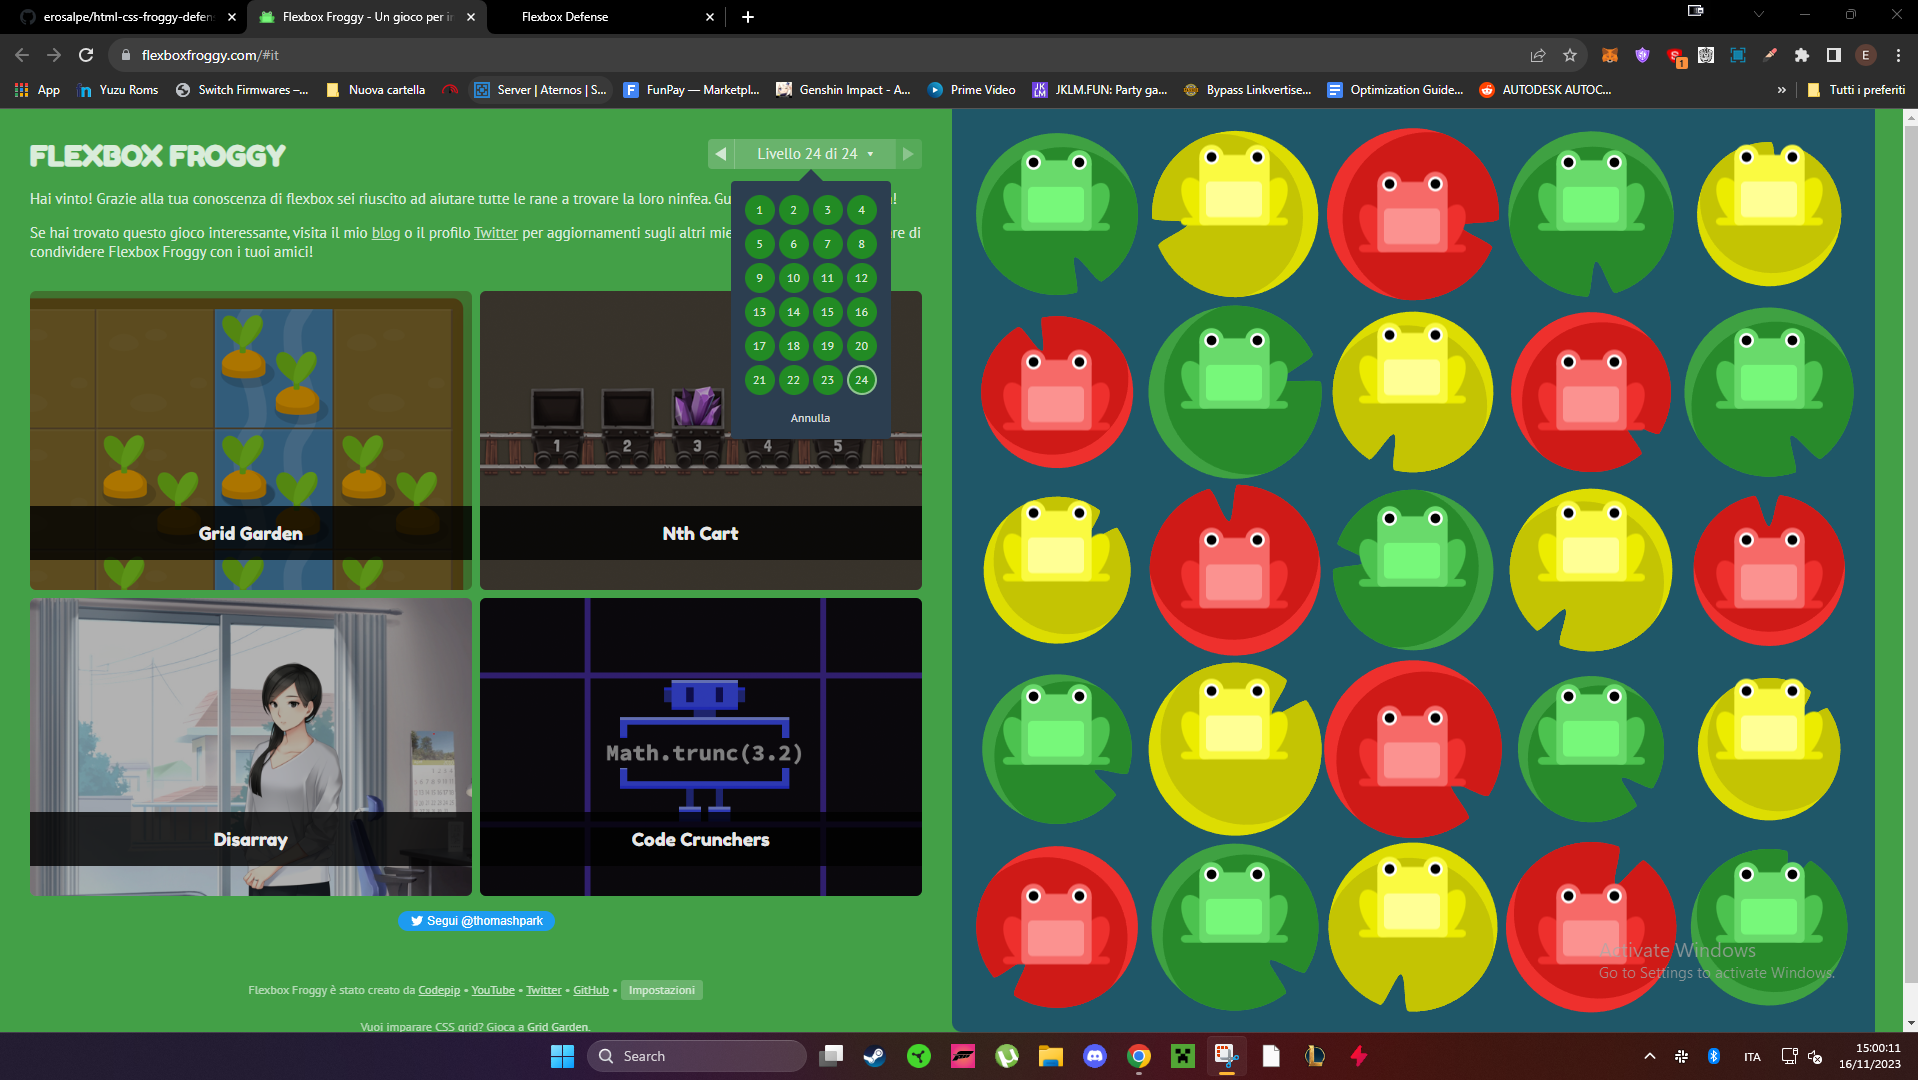 erosalpe/html-css-froggy-defen
Flexbox Froggy - Un gioco per in
Flexbox Defense
flexboxfroggy.com/#it
1
E
App
Yuzu Roms
Switch Firmwares –...
Nuova cartella
Server | Aternos | S...
FunPay — Marketpl...
Genshin Impact - A...
Prime Video
JK LM
JKLM.FUN: Party ga...
Bypass Linkvertise...
Optimization Guide...
AUTODESK AUTOC...
»
Tutti i preferiti
FLEXBOX FROGGY
Livello 24 di 24
Hai vinto! Grazie alla tua conoscenza di flexbox sei riuscito ad aiutare tutte le rane a trovare la loro ninfea. Gu
!
Se hai trovato questo gioco interessante, visita il mio blog o il profilo Twitter per aggiornamenti sugli altri mie
re di
condividere Flexbox Froggy con i tuoi amici!
1 2 3 4
5 6 7 8
9 10 11 12
13 14 15 16
17 18 19 20
21 22 23 24
Annulla
1 2 3 4 5
Grid Garden
Nth Cart
Math.trunc(3.2)
Disarray
Code Crunchers
Segui @thomashpark
Flexbox Froggy è stato creato da Codepip • YouTube • Twitter • GitHub • Impostazioni
Vuoi imparare CSS grid? Gioca a Grid Garden.
Activate Windows
Go to Settings to activate Windows.
Search
ITA
15:00:11
16/11/2023